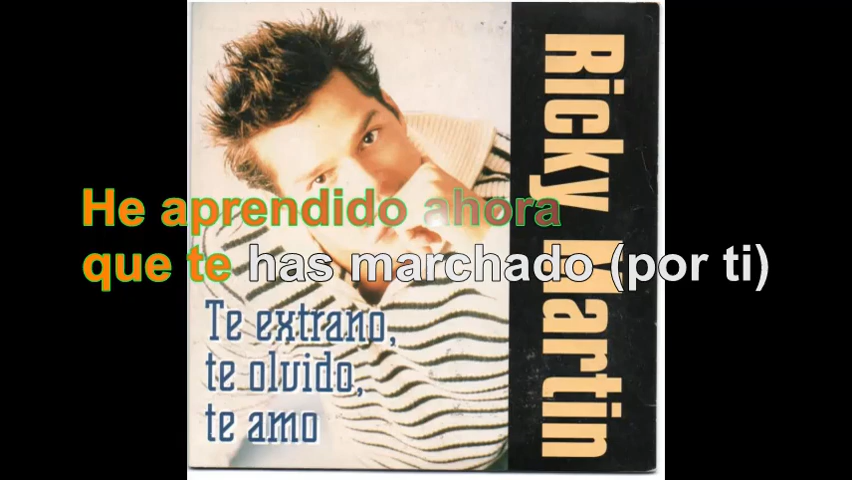 He aprendido ahora
que te has marchado (por ti)
Te extrano,
te olvido,
te amo
Ricky Martin